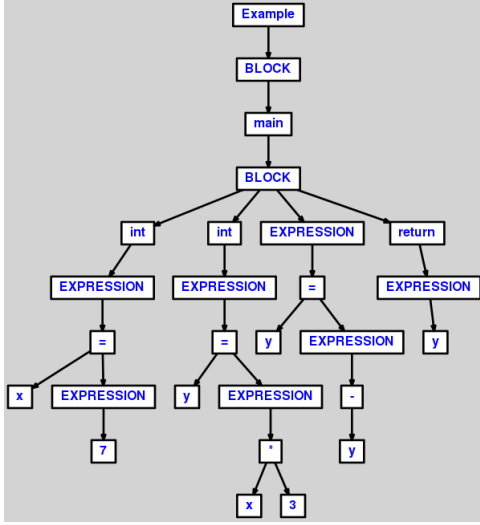 Example
BLOCK
main
BLOCK
int int EXPRESSION return
EXPRESSION EXPRESSION = EXPRESSION
= = y EXPRESSION y
x EXPRESSION y EXPRESSION -
7 * y
x 3